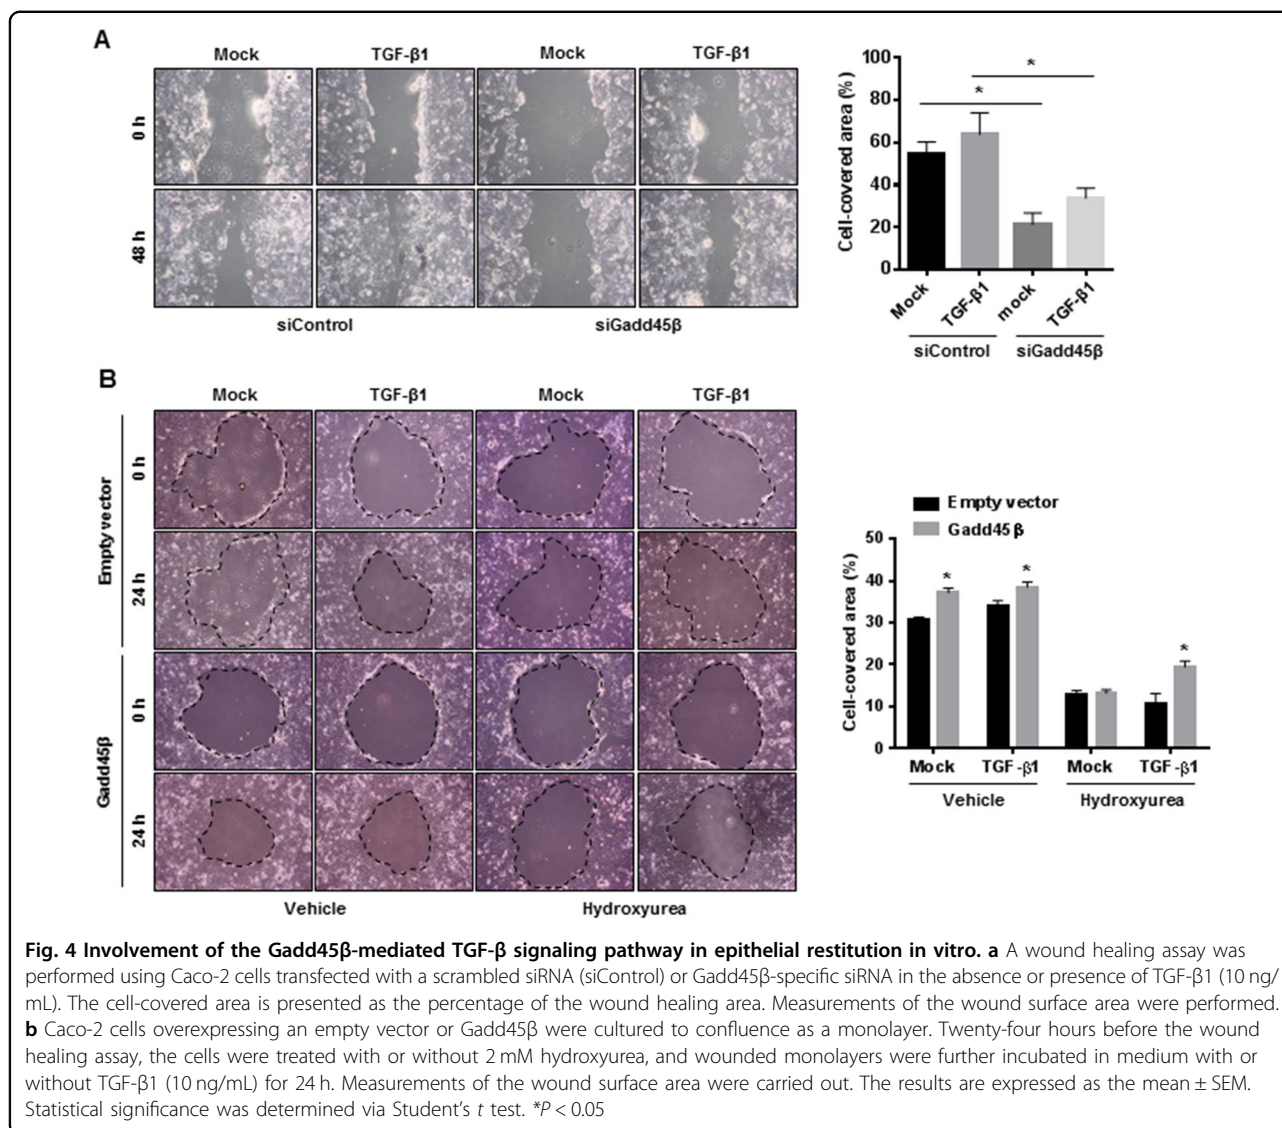 A
Mock TGF-β1 Mock TGF-β1
0 h
48 h
siControl siGadd45β
Cell-covered area (%)
100
80
60
40
20
0
*
*
Mock TGF-β1 mock TGF-β1
siControl siGadd45β
B
Mock TGF-β1 Mock TGF-β1
Empty vector
0 h
24h
Gadd45β
0 h
24 h
Vehicle Hydroxyurea
Empty vector
Gadd45β
Cell-covered area (%)
50
40
30
20
10
0
* * *
Mock TGF-β1 Mock TGF-β1
Vehicle Hydroxyurea
Fig. 4 Involvement of the Gadd45β-mediated TGF-β signaling pathway in epithelial restitution in vitro. a A wound healing assay was
performed using Caco-2 cells transfected with a scrambled siRNA (siControl) or Gadd45β-specific siRNA in the absence or presence of TGF-β1 (10 ng/
mL). The cell-covered area is presented as the percentage of the wound healing area. Measurements of the wound surface area were performed.
b Caco-2 cells overexpressing an empty vector or Gadd45β were cultured to confluence as a monolayer. Twenty-four hours before the wound
healing assay, the cells were treated with or without 2 mM hydroxyurea, and wounded monolayers were further incubated in medium with or
without TGF-β1 (10 ng/mL) for 24 h. Measurements of the wound surface area were carried out. The results are expressed as the mean ± SEM.
Statistical significance was determined via Student's t test. *P < 0.05